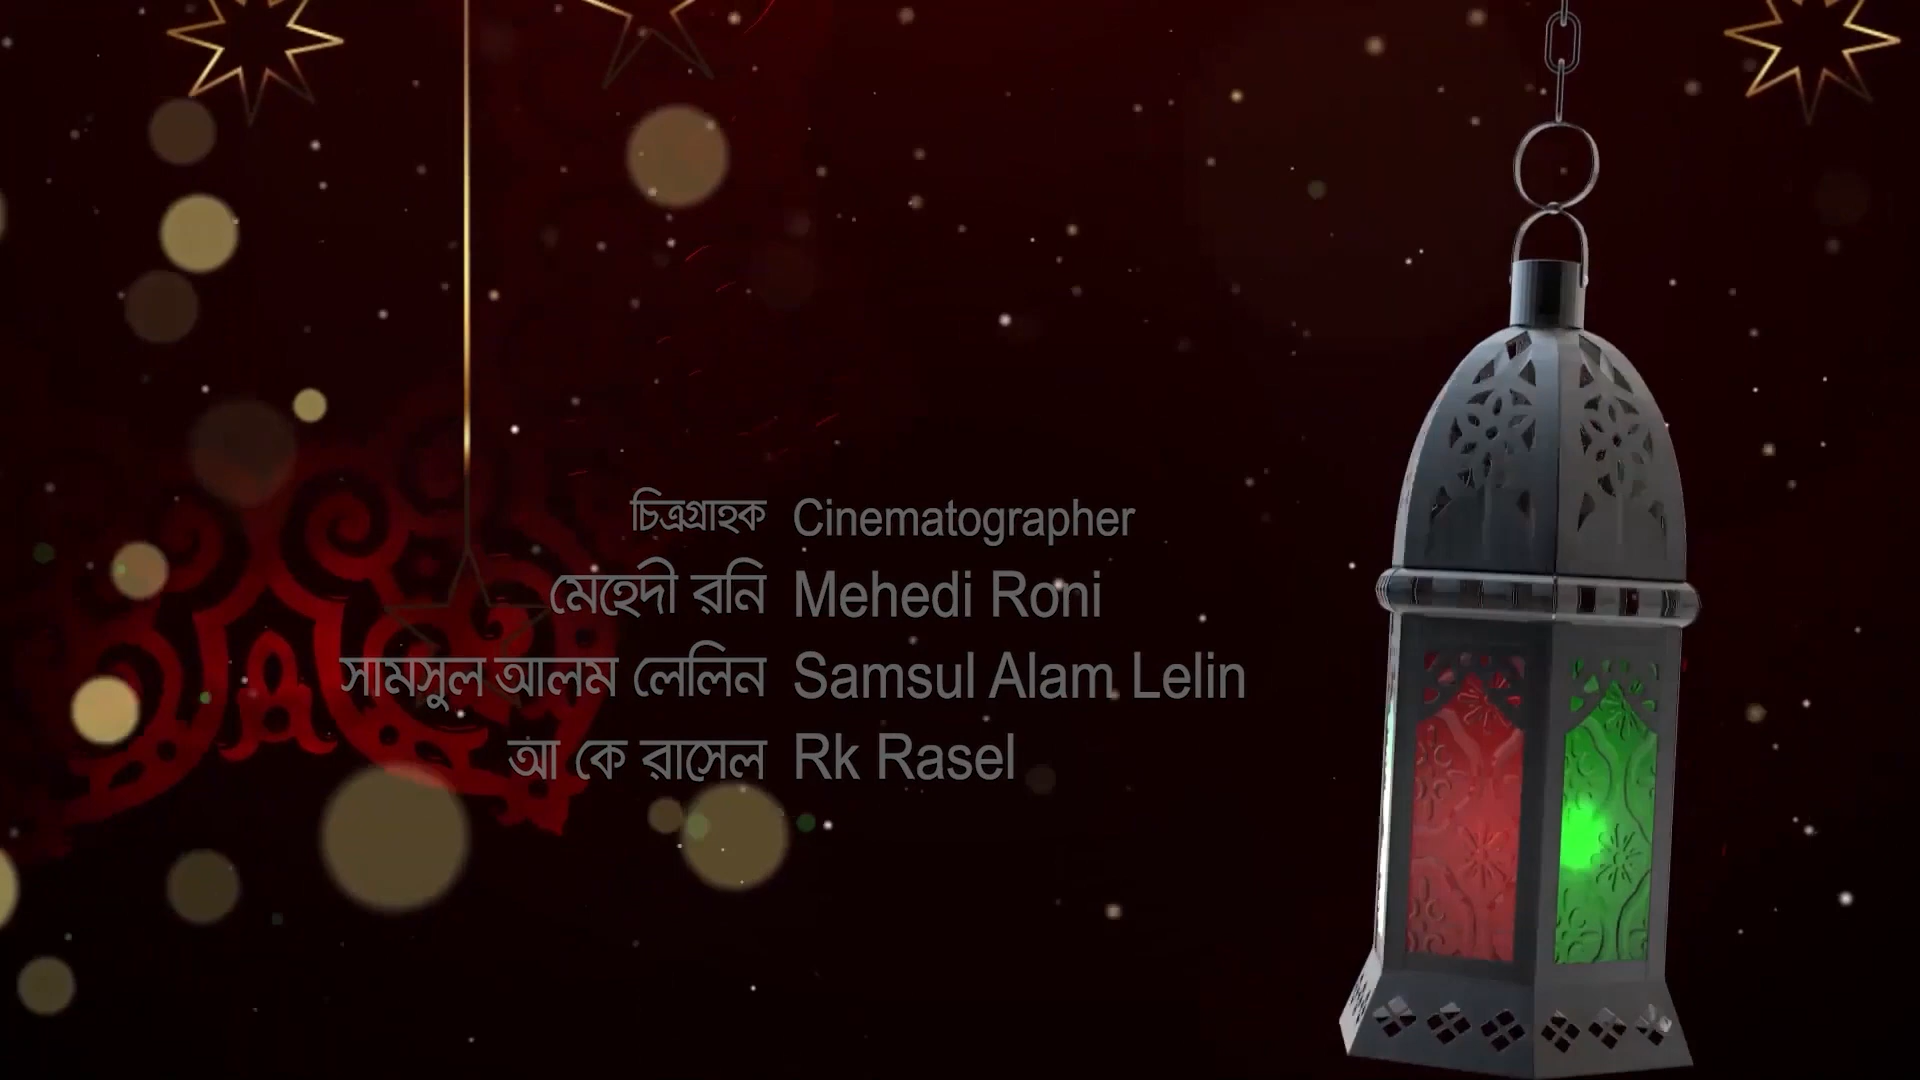 চিত্রগ্রাহক Cinematographer
মেহেদী রনি Mehedi Roni
সামসুল আলম লেলিন Samsul Alam Lelin
আ কে রাসেল Rk Rasel